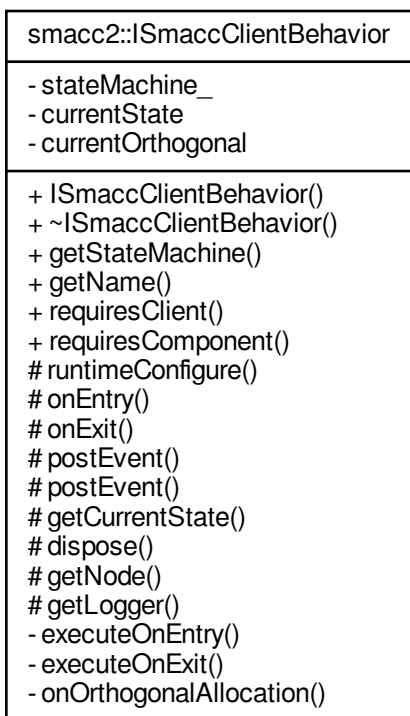 smacc2::ISmaccClientBehavior
- stateMachine_
- currentState
- currentOrthogonal
+ ISmaccClientBehavior()
+ ~ISmaccClientBehavior()
+ getStateMachine()
+ getName()
+ requiresClient()
+ requiresComponent()
# runtimeConfigure()
# onEntry()
# onExit()
# postEvent()
# postEvent()
# getCurrentState()
# dispose()
# getNode()
# getLogger()
- executeOnEntry()
- executeOnExit()
- onOrthogonalAllocation()